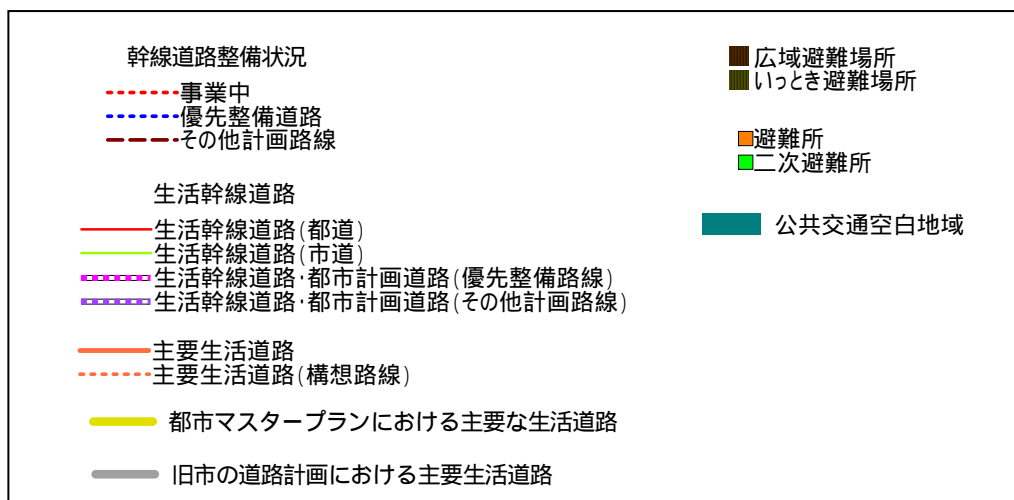 幹線道路整備状況
事業中
優先整備道路
その他計画路線
生活幹線道路
生活幹線道路(都道)
生活幹線道路(市道)
生活幹線道路・都市計画道路(優先整備路線)
生活幹線道路・都市計画道路(その他計画路線)
主要生活道路
主要生活道路(構想路線)
都市マスタープランにおける主要な生活道路
旧市の道路計画における主要生活道路
広域避難場所
いっとき避難場所
避難所
二次避難所
公共交通空白地域